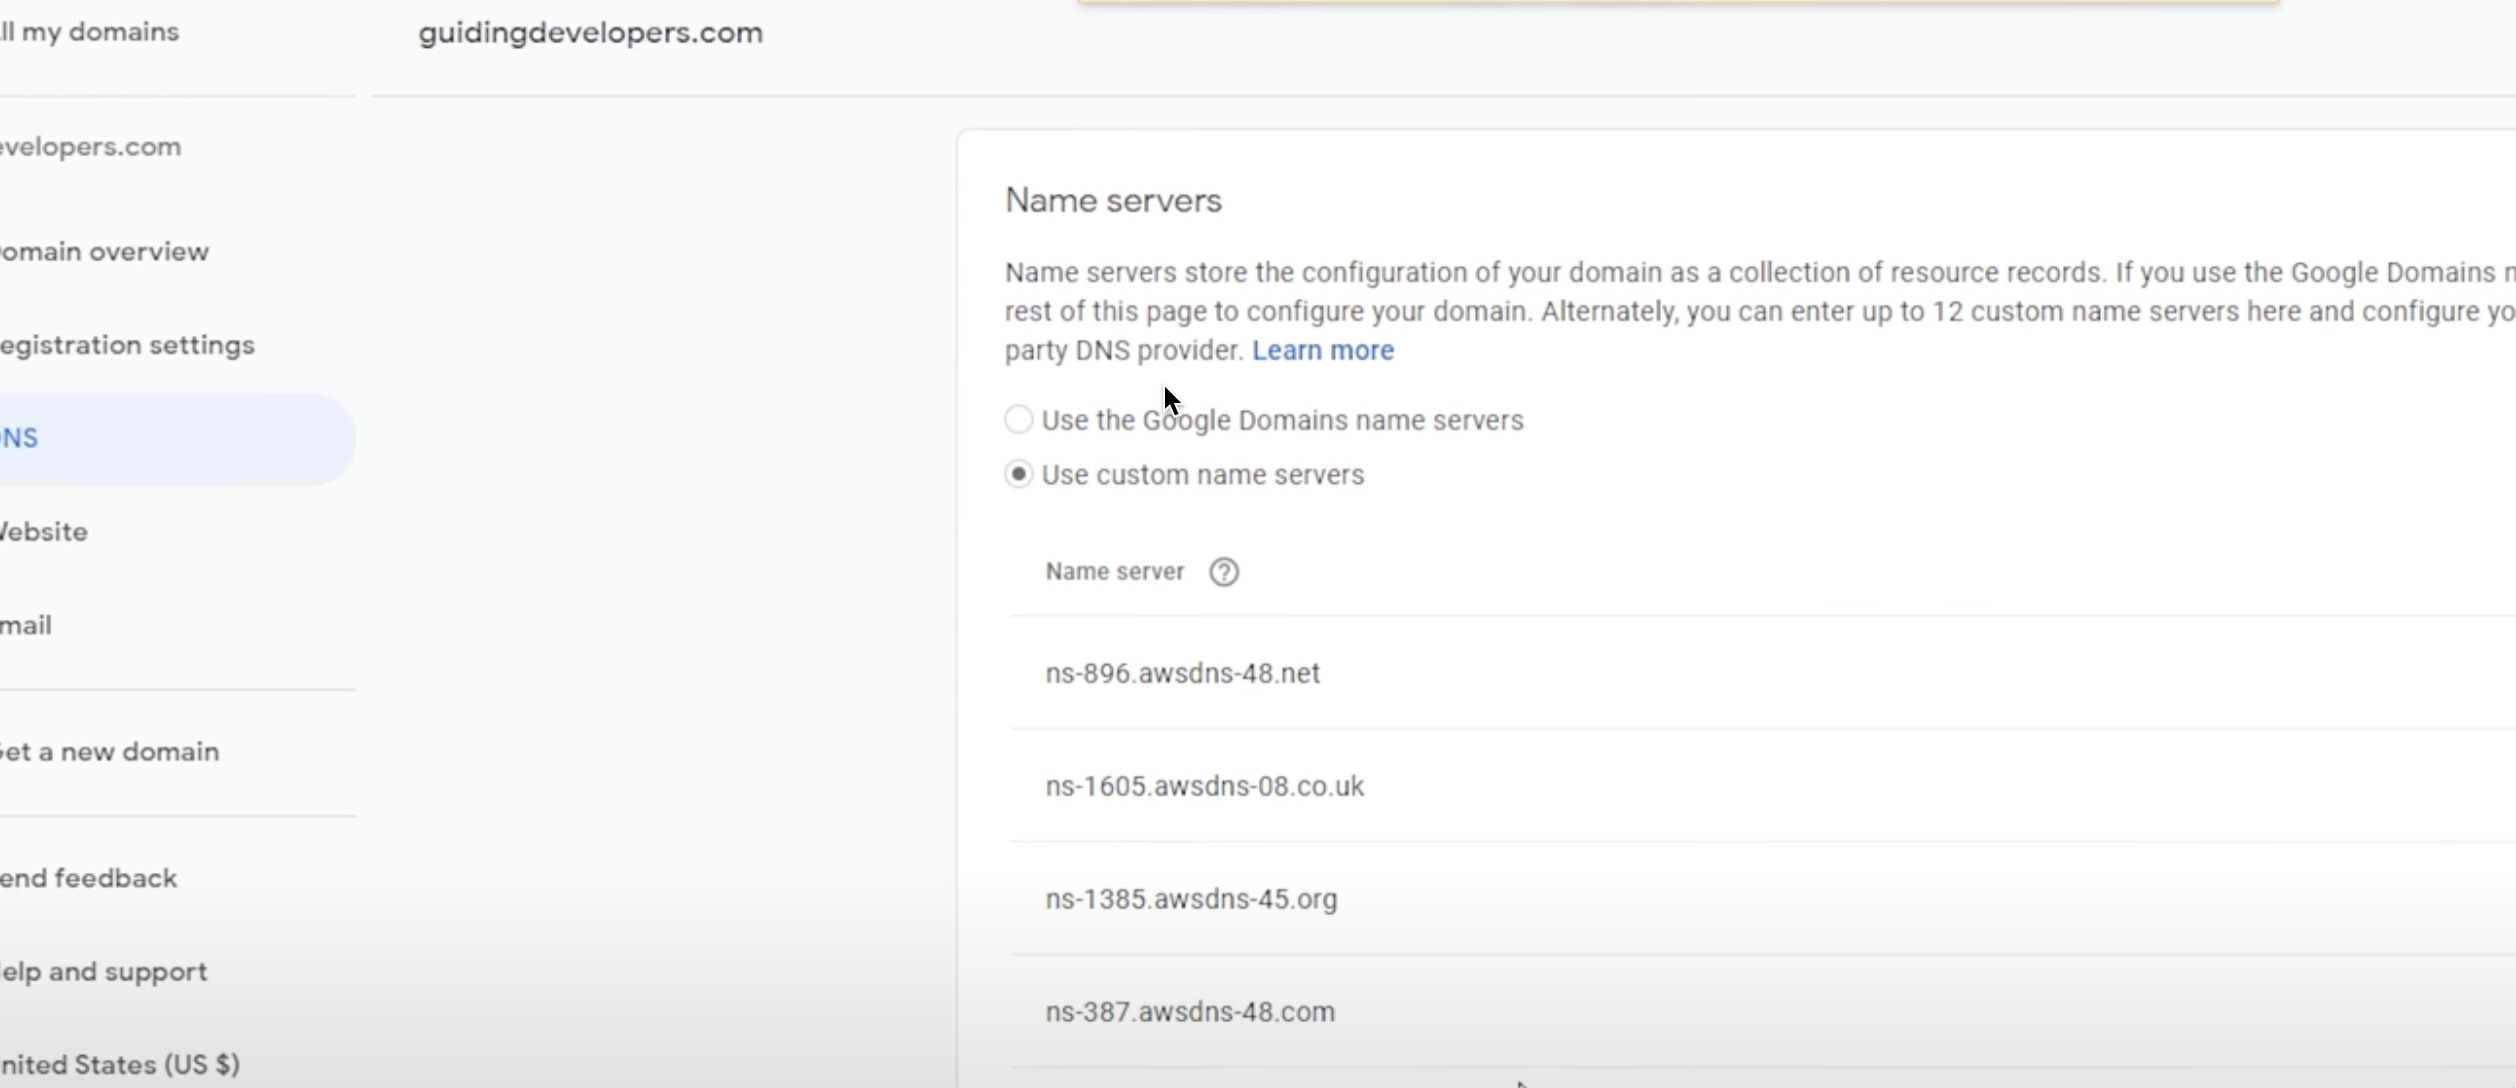 ll my domains
guidingdevelopers.com
evelopers.com
omain overview
egistration settings
NS
Website
mail
Get a new domain
end feedback
elp and support
nited States (US $)
Name servers
Name servers store the configuration of your domain as a collection of resource records. If you use the Google Domains n
rest of this page to configure your domain. Alternately, you can enter up to 12 custom name servers here and configure yo
party DNS provider. Learn more
Use the Google Domains name servers
Use custom name servers
Name server
ns-896.awsdns-48.net
ns-1605.awsdns-08.co.uk
ns-1385.awsdns-45.org
ns-387.awsdns-48.com